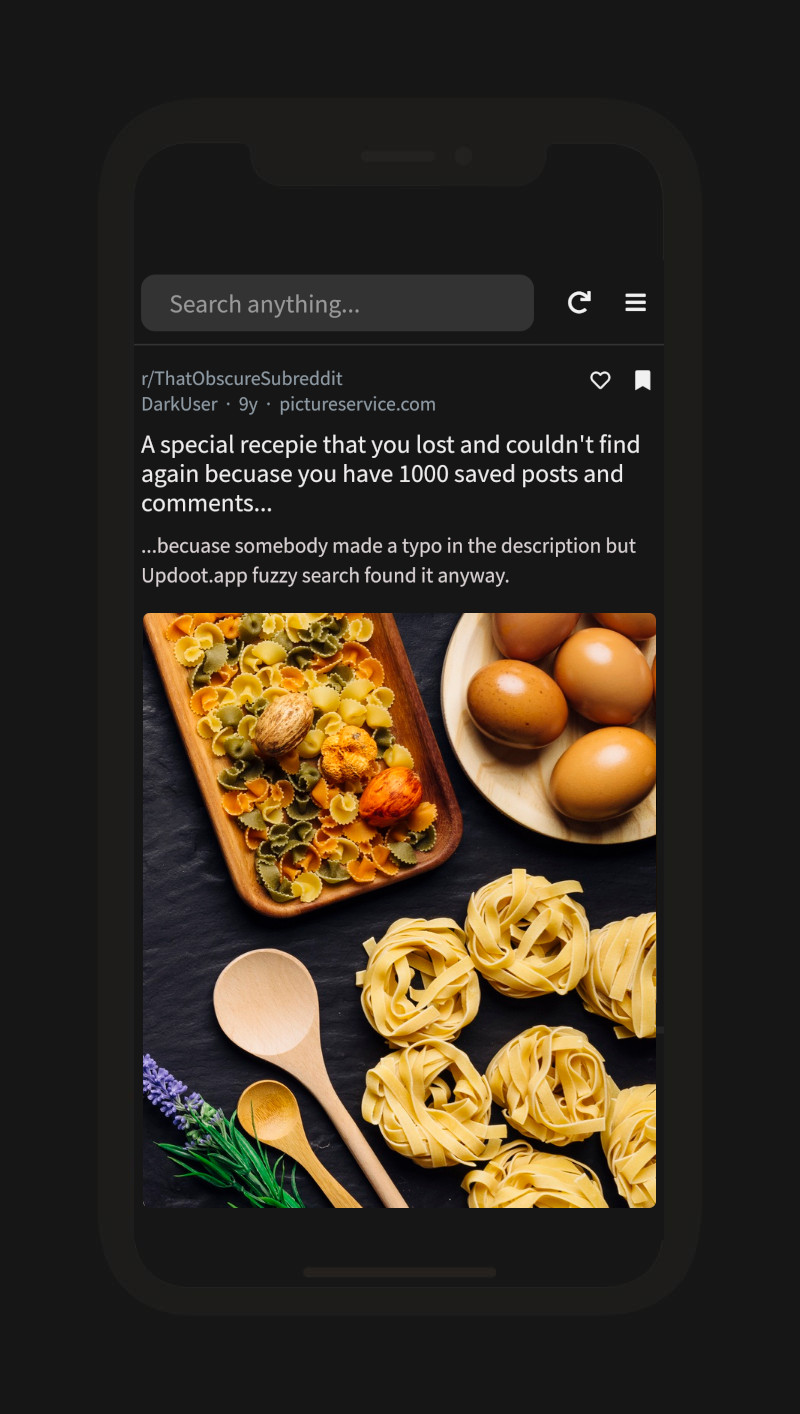 Search anything...
r/ThatObscureSubreddit
DarkUser · 9y · pictureservice.com
A special recepie that you lost and couldn't find
again becuase you have 1000 saved posts and
comments...
...becuase somebody made a typo in the description but
Updoot.app fuzzy search found it anyway.